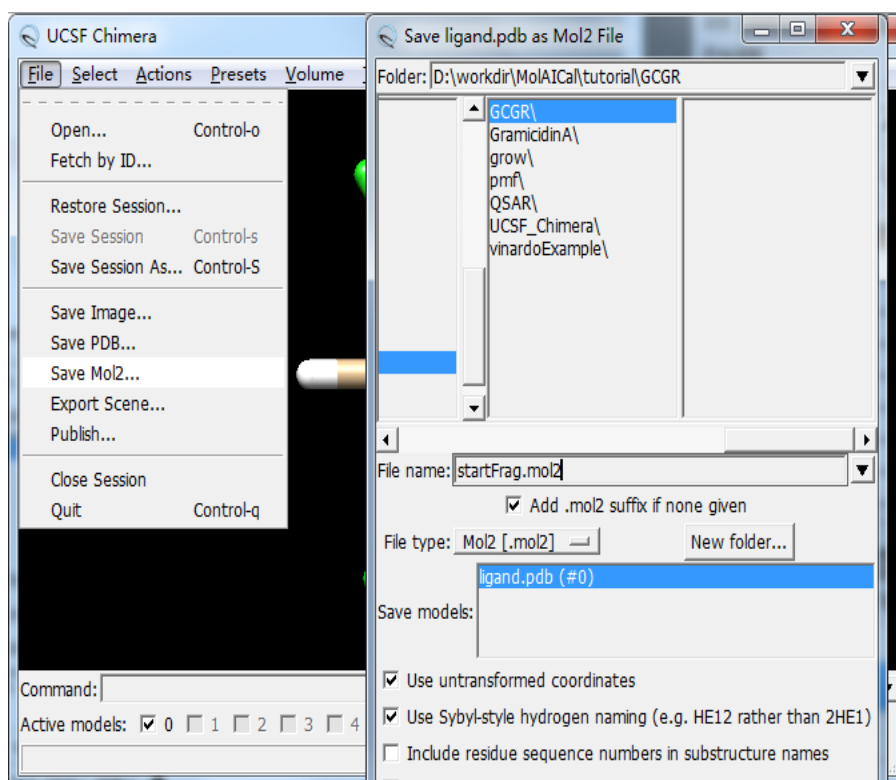 UCSF Chimera
File Select Actions Presets Volume
Open... Control-o
Fetch by ID...
Restore Session...
Save Session Control-s
Save Session As... Control-S
Save Image...
Save PDB...
Save Mol2...
Export Scene...
Publish...
Close Session
Quit Control-q
Command:
Active models: 0 1 2 3 4
Save ligand.pdb as Mol2 File
Folder: D:\workdir\MolAICal\tutorial\GCGR
GCGR\
GramicidinA\
grow\
pmf\
QSAR\
UCSF_Chimera\
vinardoExample\
File name: startFrag.mol2
Add .mol2 suffix if none given
File type: Mol2 [.mol2] New folder...
ligand.pdb (#0)
Save models:
Use untransformed coordinates
Use Sybyl-style hydrogen naming (e.g. HE12 rather than 2HE1)
Include residue sequence numbers in substructure names